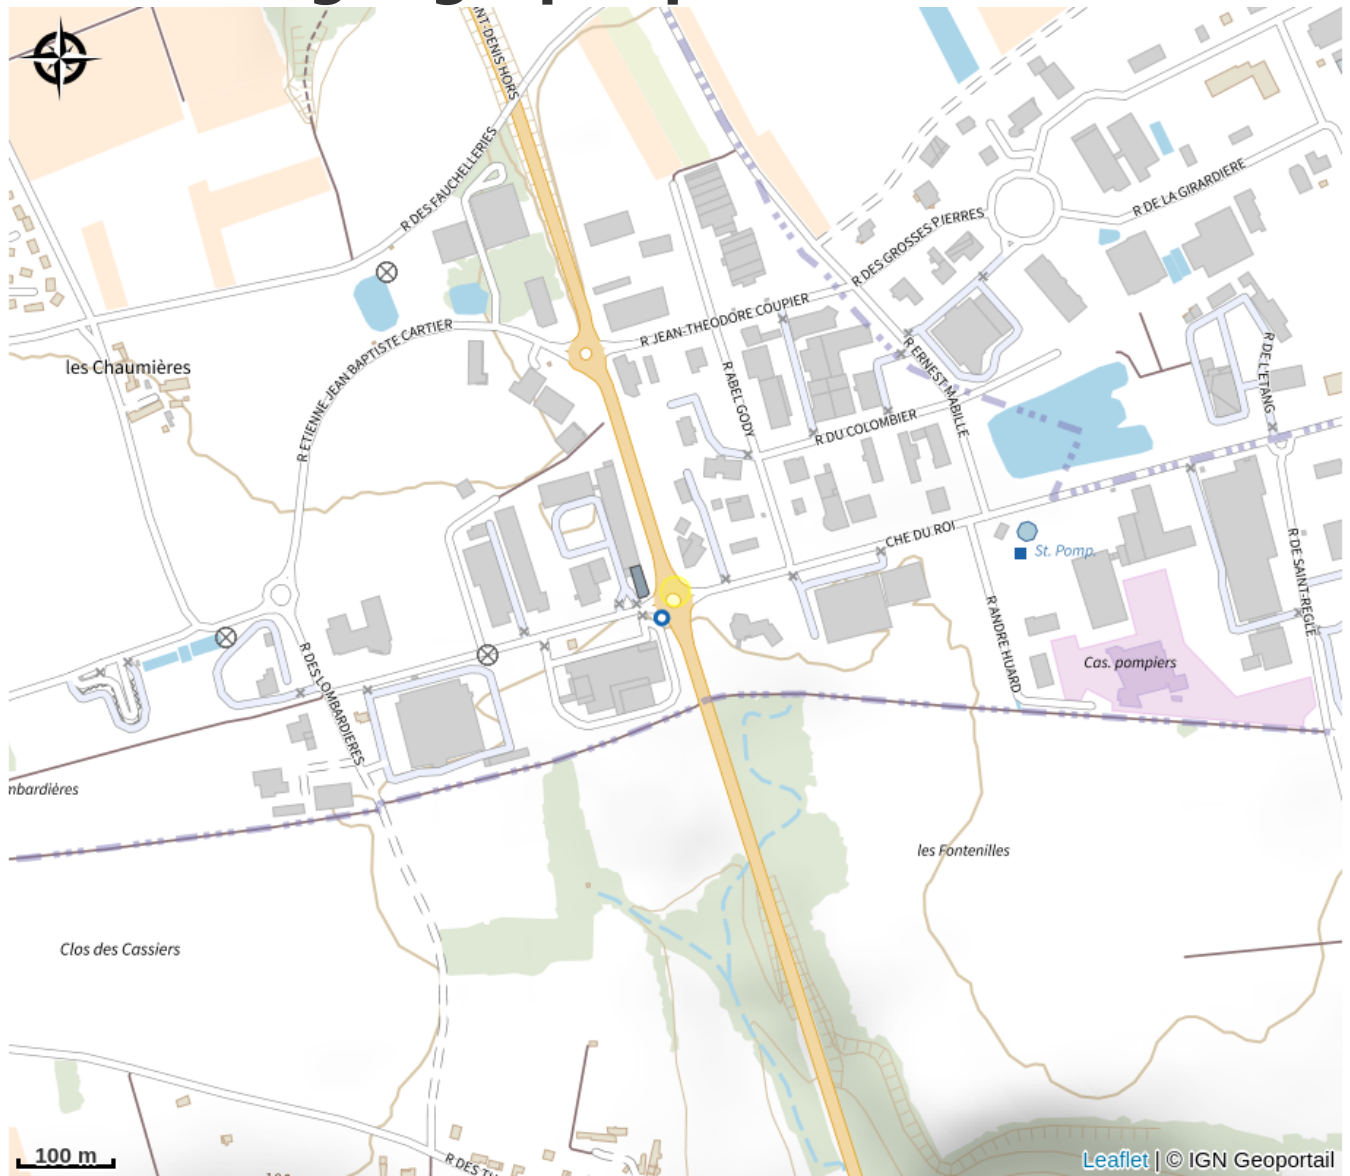 NT-DENIS HORS
R DES FAUCHELLERIES
R DE LA GIRARDIERE
R DES GROSSES PIERRES
R JEAN-THEODORE COUPIER
R ETIENNE JEAN BAPTISTE CARTIER
les Chaumières
R ABEL GODY
R ERNEST MABILLE
R DE L'ETANG
R DU COLOMBIER
CHE DU ROI
St. Pomp.
R DE SAINT-REGLE
R ANDRE HUARD
Cas. pompiers
R DES LOMBARDIERES
mbardières
les Fontenilles
Clos des Cassiers
100 m
R DES TU
Leaflet | © IGN Geoportail